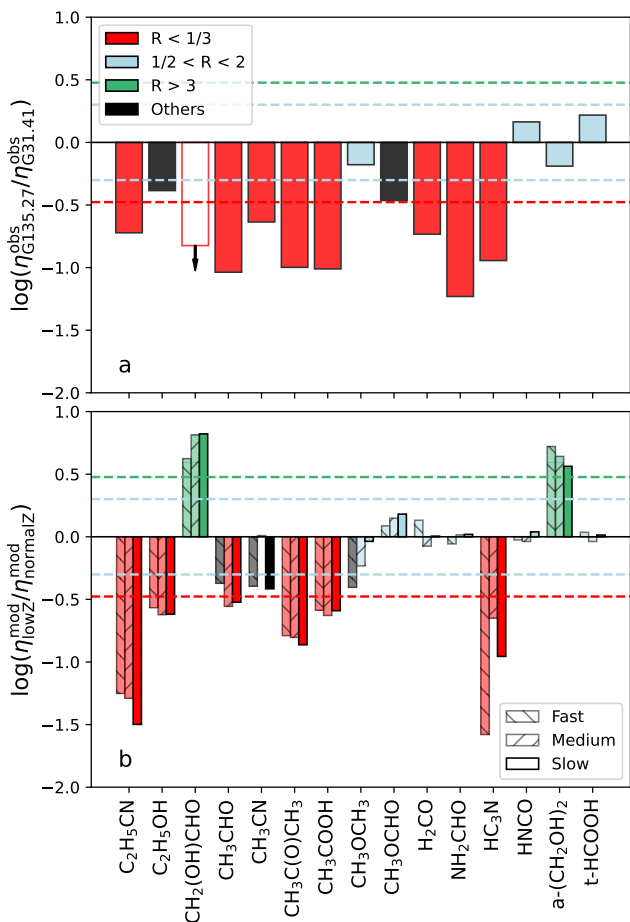 1.0
0.5
0.0
−0.5
−1.0
−1.5
−2.0
log(η^obs_G135.27/η^obs_G31.41)
R < 1/3
1/2 < R < 2
R > 3
Others
a
1.0
0.5
0.0
−0.5
−1.0
−1.5
−2.0
log(η^mod_lowZ/η^mod_normalZ)
b
Fast
Medium
Slow
C₂H₅CN
C₂H₅OH
CH₂(OH)CHO
CH₃CHO
CH₃CN
CH₃C(O)CH₃
CH₃COOH
CH₃OCH₃
CH₃OCHO
H₂CO
NH₂CHO
HC₃N
HNCO
a-(CH₂OH)₂
t-HCOOH